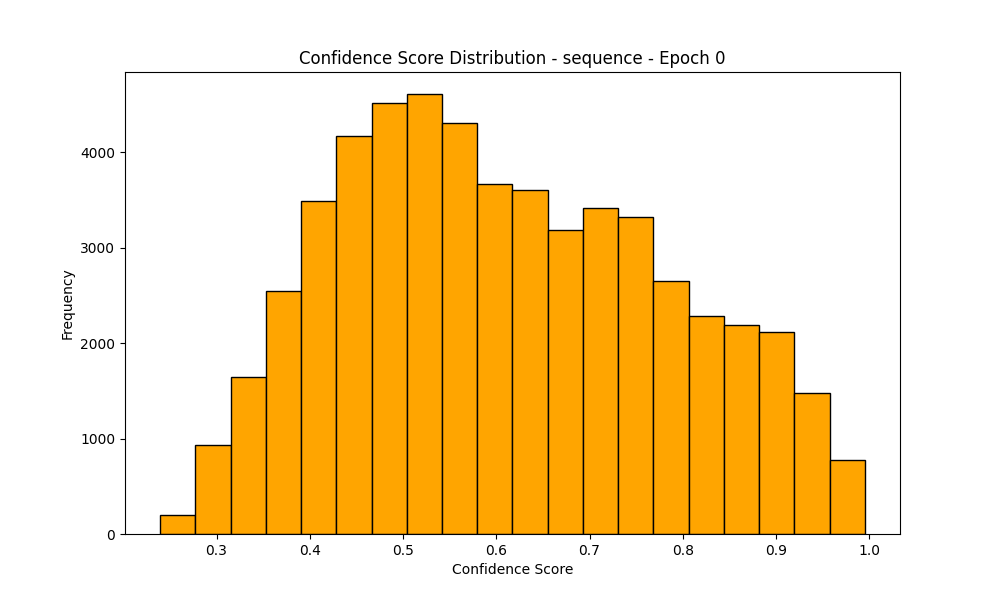 Confidence Score Distribution - sequence - Epoch 0
Frequency
4000
3000
2000
1000
0
0.3 0.4 0.5 0.6 0.7 0.8 0.9 1.0
Confidence Score